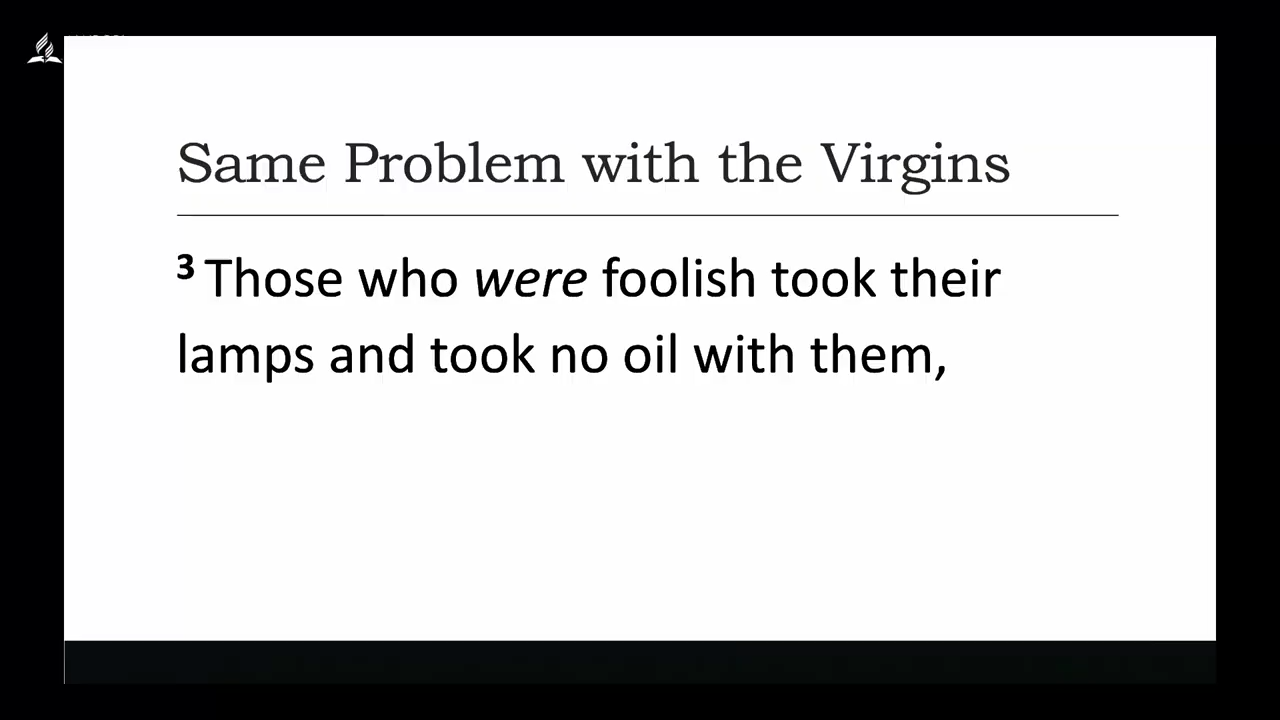 Same Problem with the Virgins
3 Those who were foolish took their
lamps and took no oil with them,